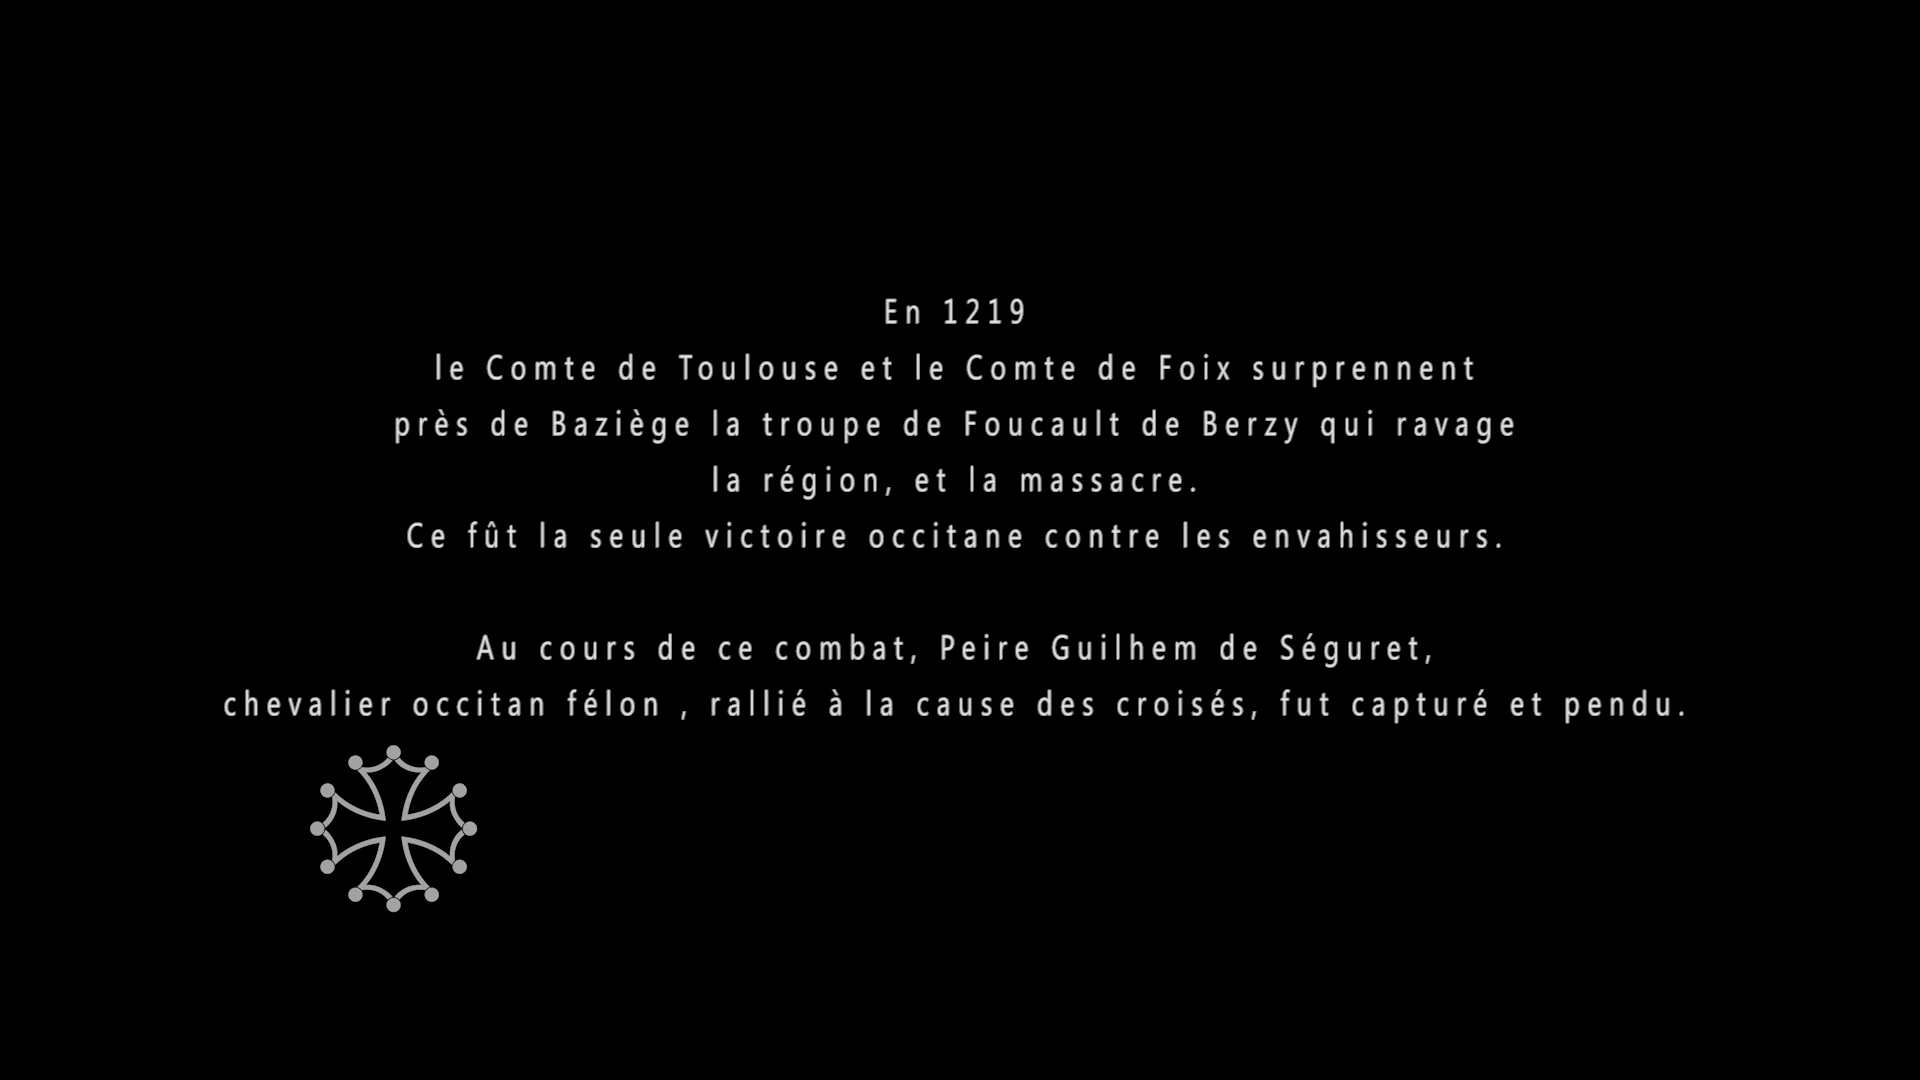 En 1219
le Comte de Toulouse et le Comte de Foix surprennent
près de Baziège la troupe de Foucault de Berzy qui ravage
la région, et la massacre.
Ce fût la seule victoire occitane contre les envahisseurs.
Au cours de ce combat, Peire Guilhem de Séguret,
chevalier occitan félon , rallié à la cause des croisés, fut capturé et pendu.